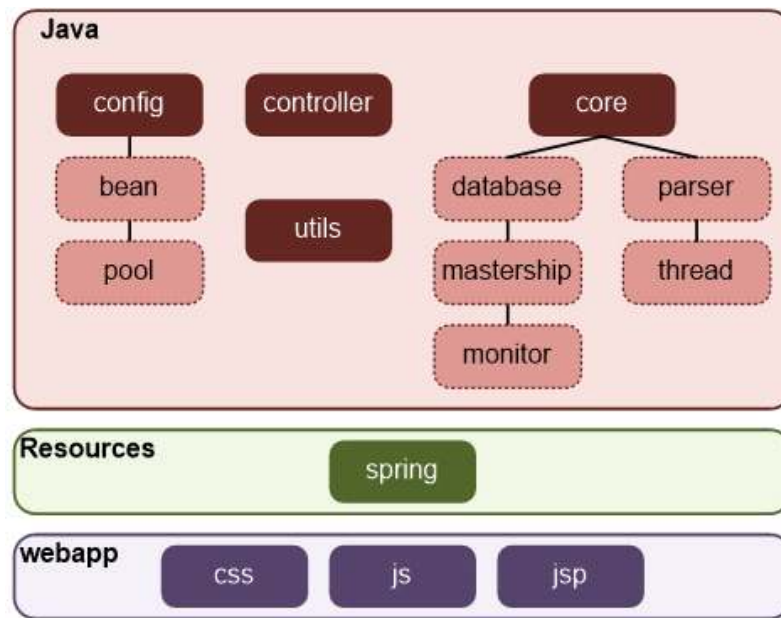 Java
config
controller
core
bean
database
parser
utils
pool
mastership
thread
monitor
Resources
spring
webapp
css
js
jsp